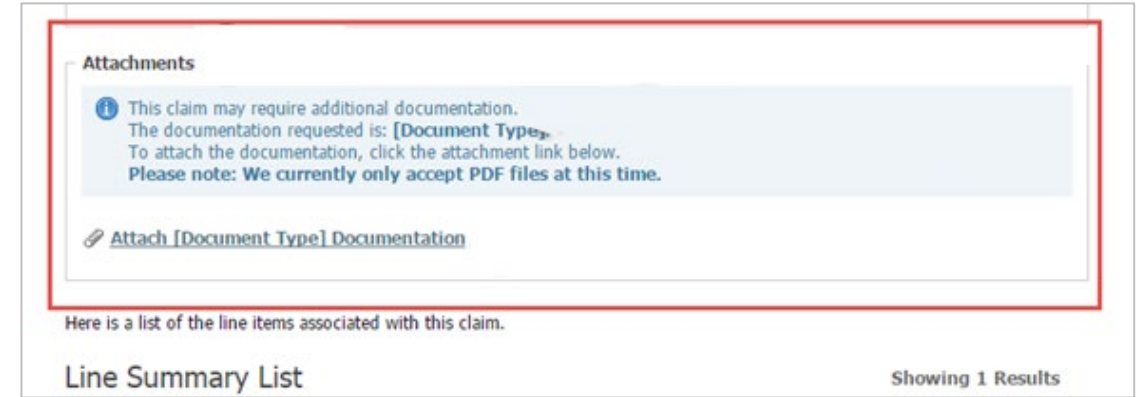 Attachments
This claim may require additional documentation.
The documentation requested is: [Document Type]
To attach the documentation, click the attachment link below.
Please note: We currently only accept PDF files at this time.
Attach [Document Type] Documentation
Here is a list of the line items associated with this claim.
Line Summary List
Showing 1 Results